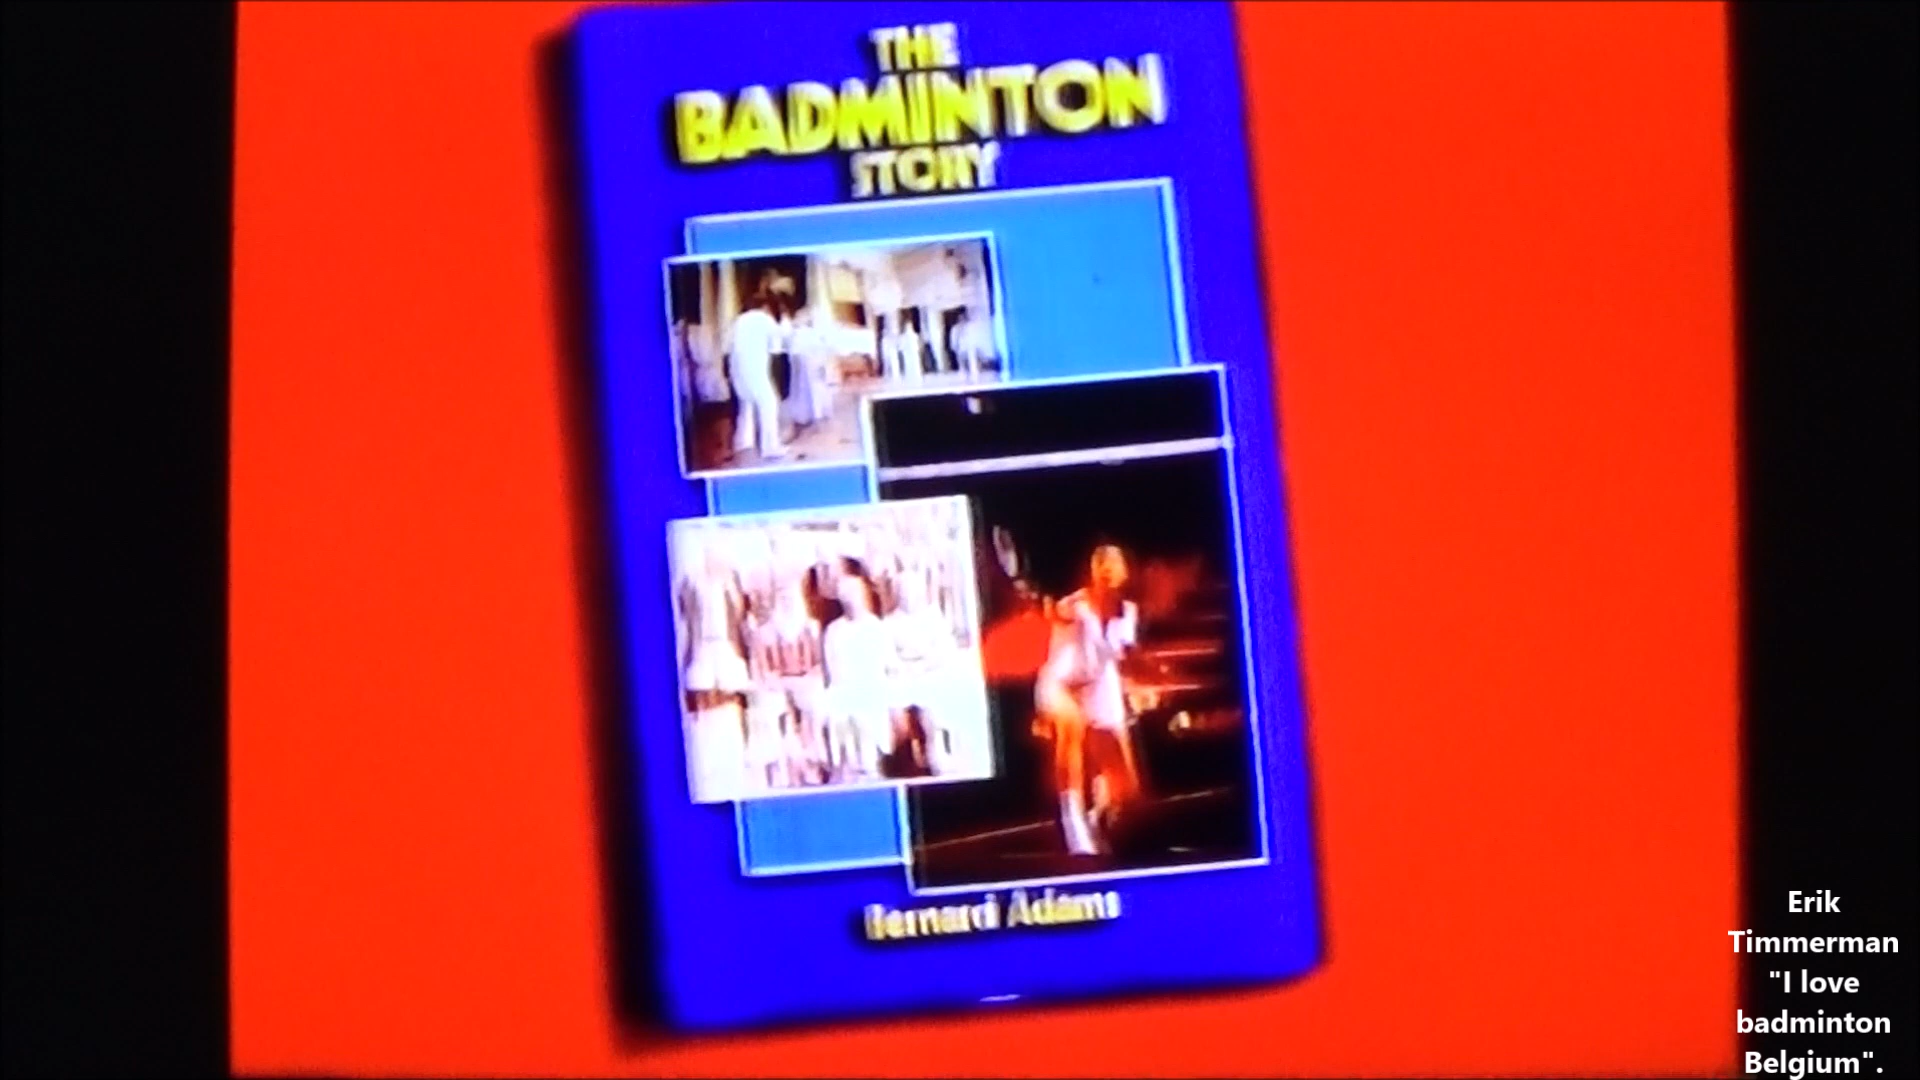 THE
BADMINTON
STORY
Bernard Adams
Erik
Timmerman
"I love
badminton
Belgium".